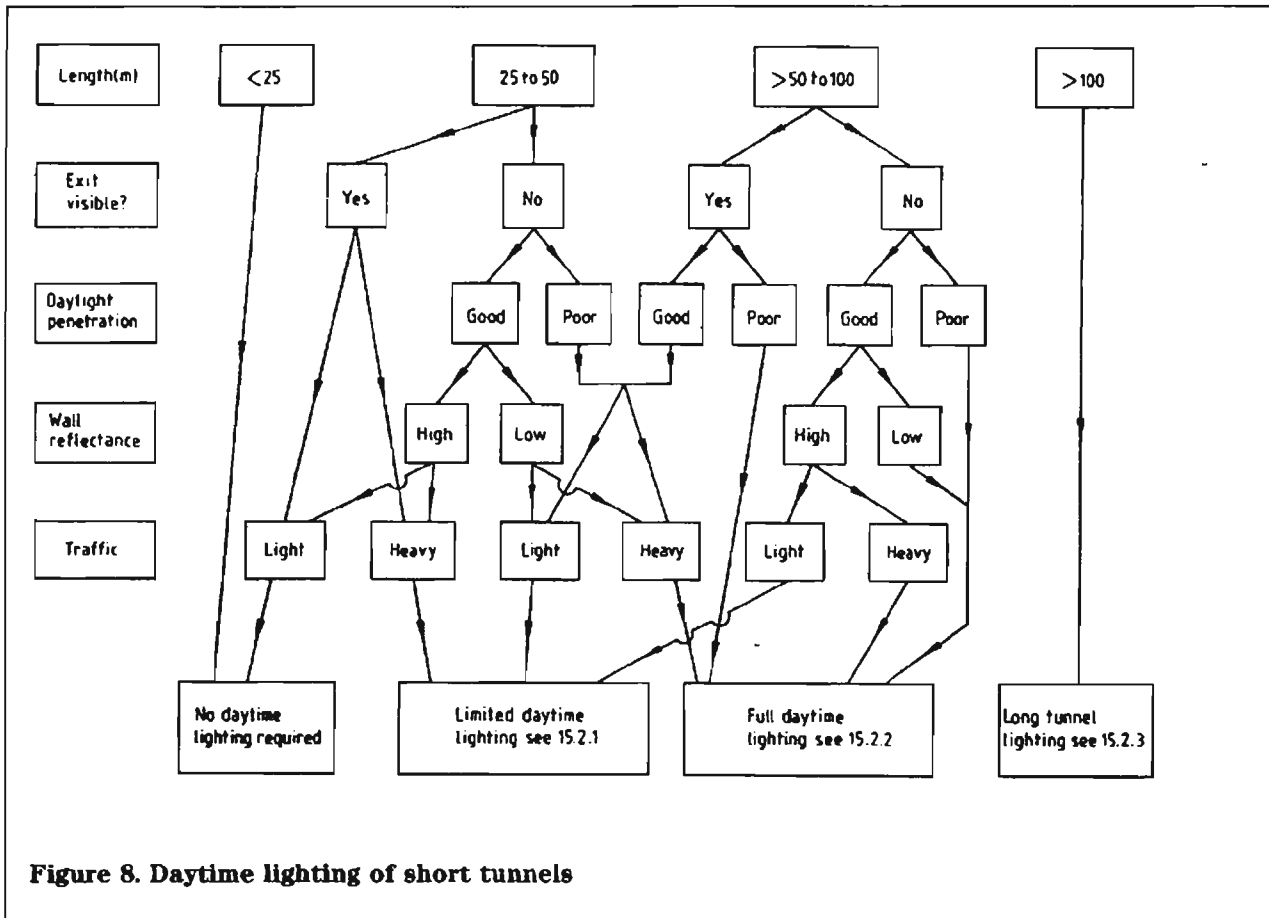 Length(m)
<25
25 to 50
>50 to 100
>100
Exit
visible?
Yes
No
Yes
No
Daylight
penetration
Good
Poor
Good
Poor
Good
Poor
Wall
reflectance
High
Low
High
Low
Traffic
Light
Heavy
Light
Heavy
Light
Heavy
No daytime
lighting required
Limited daytime
lighting see 15.2.1
Full daytime
lighting see 15.2.2
Long tunnel
lighting see 15.2.3
Figure 8. Daytime lighting of short tunnels